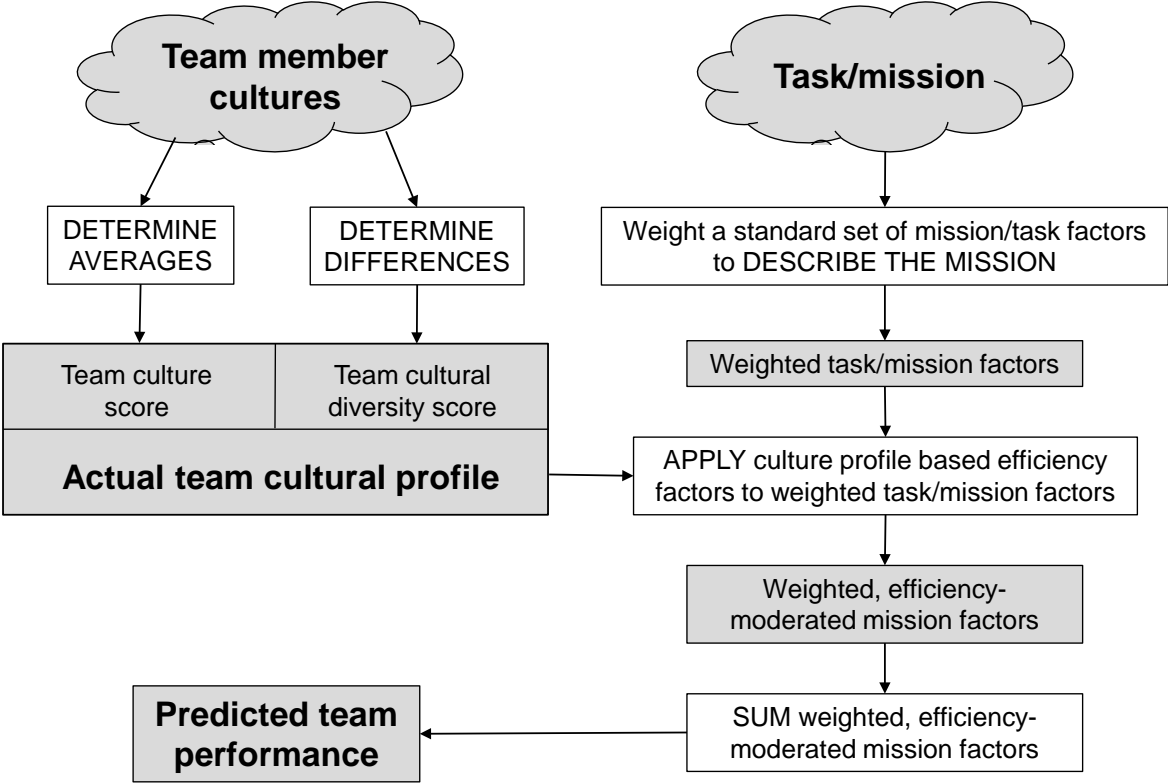 Team member
cultures
Task/mission
DETERMINE
AVERAGES
DETERMINE
DIFFERENCES
Weight a standard set of mission/task factors
to DESCRIBE THE MISSION
Team culture
score
Team cultural
diversity score
Weighted task/mission factors
Actual team cultural profile
APPLY culture profile based efficiency
factors to weighted task/mission factors
Weighted, efficiency-
moderated mission factors
Predicted team
performance
SUM weighted, efficiency-
moderated mission factors